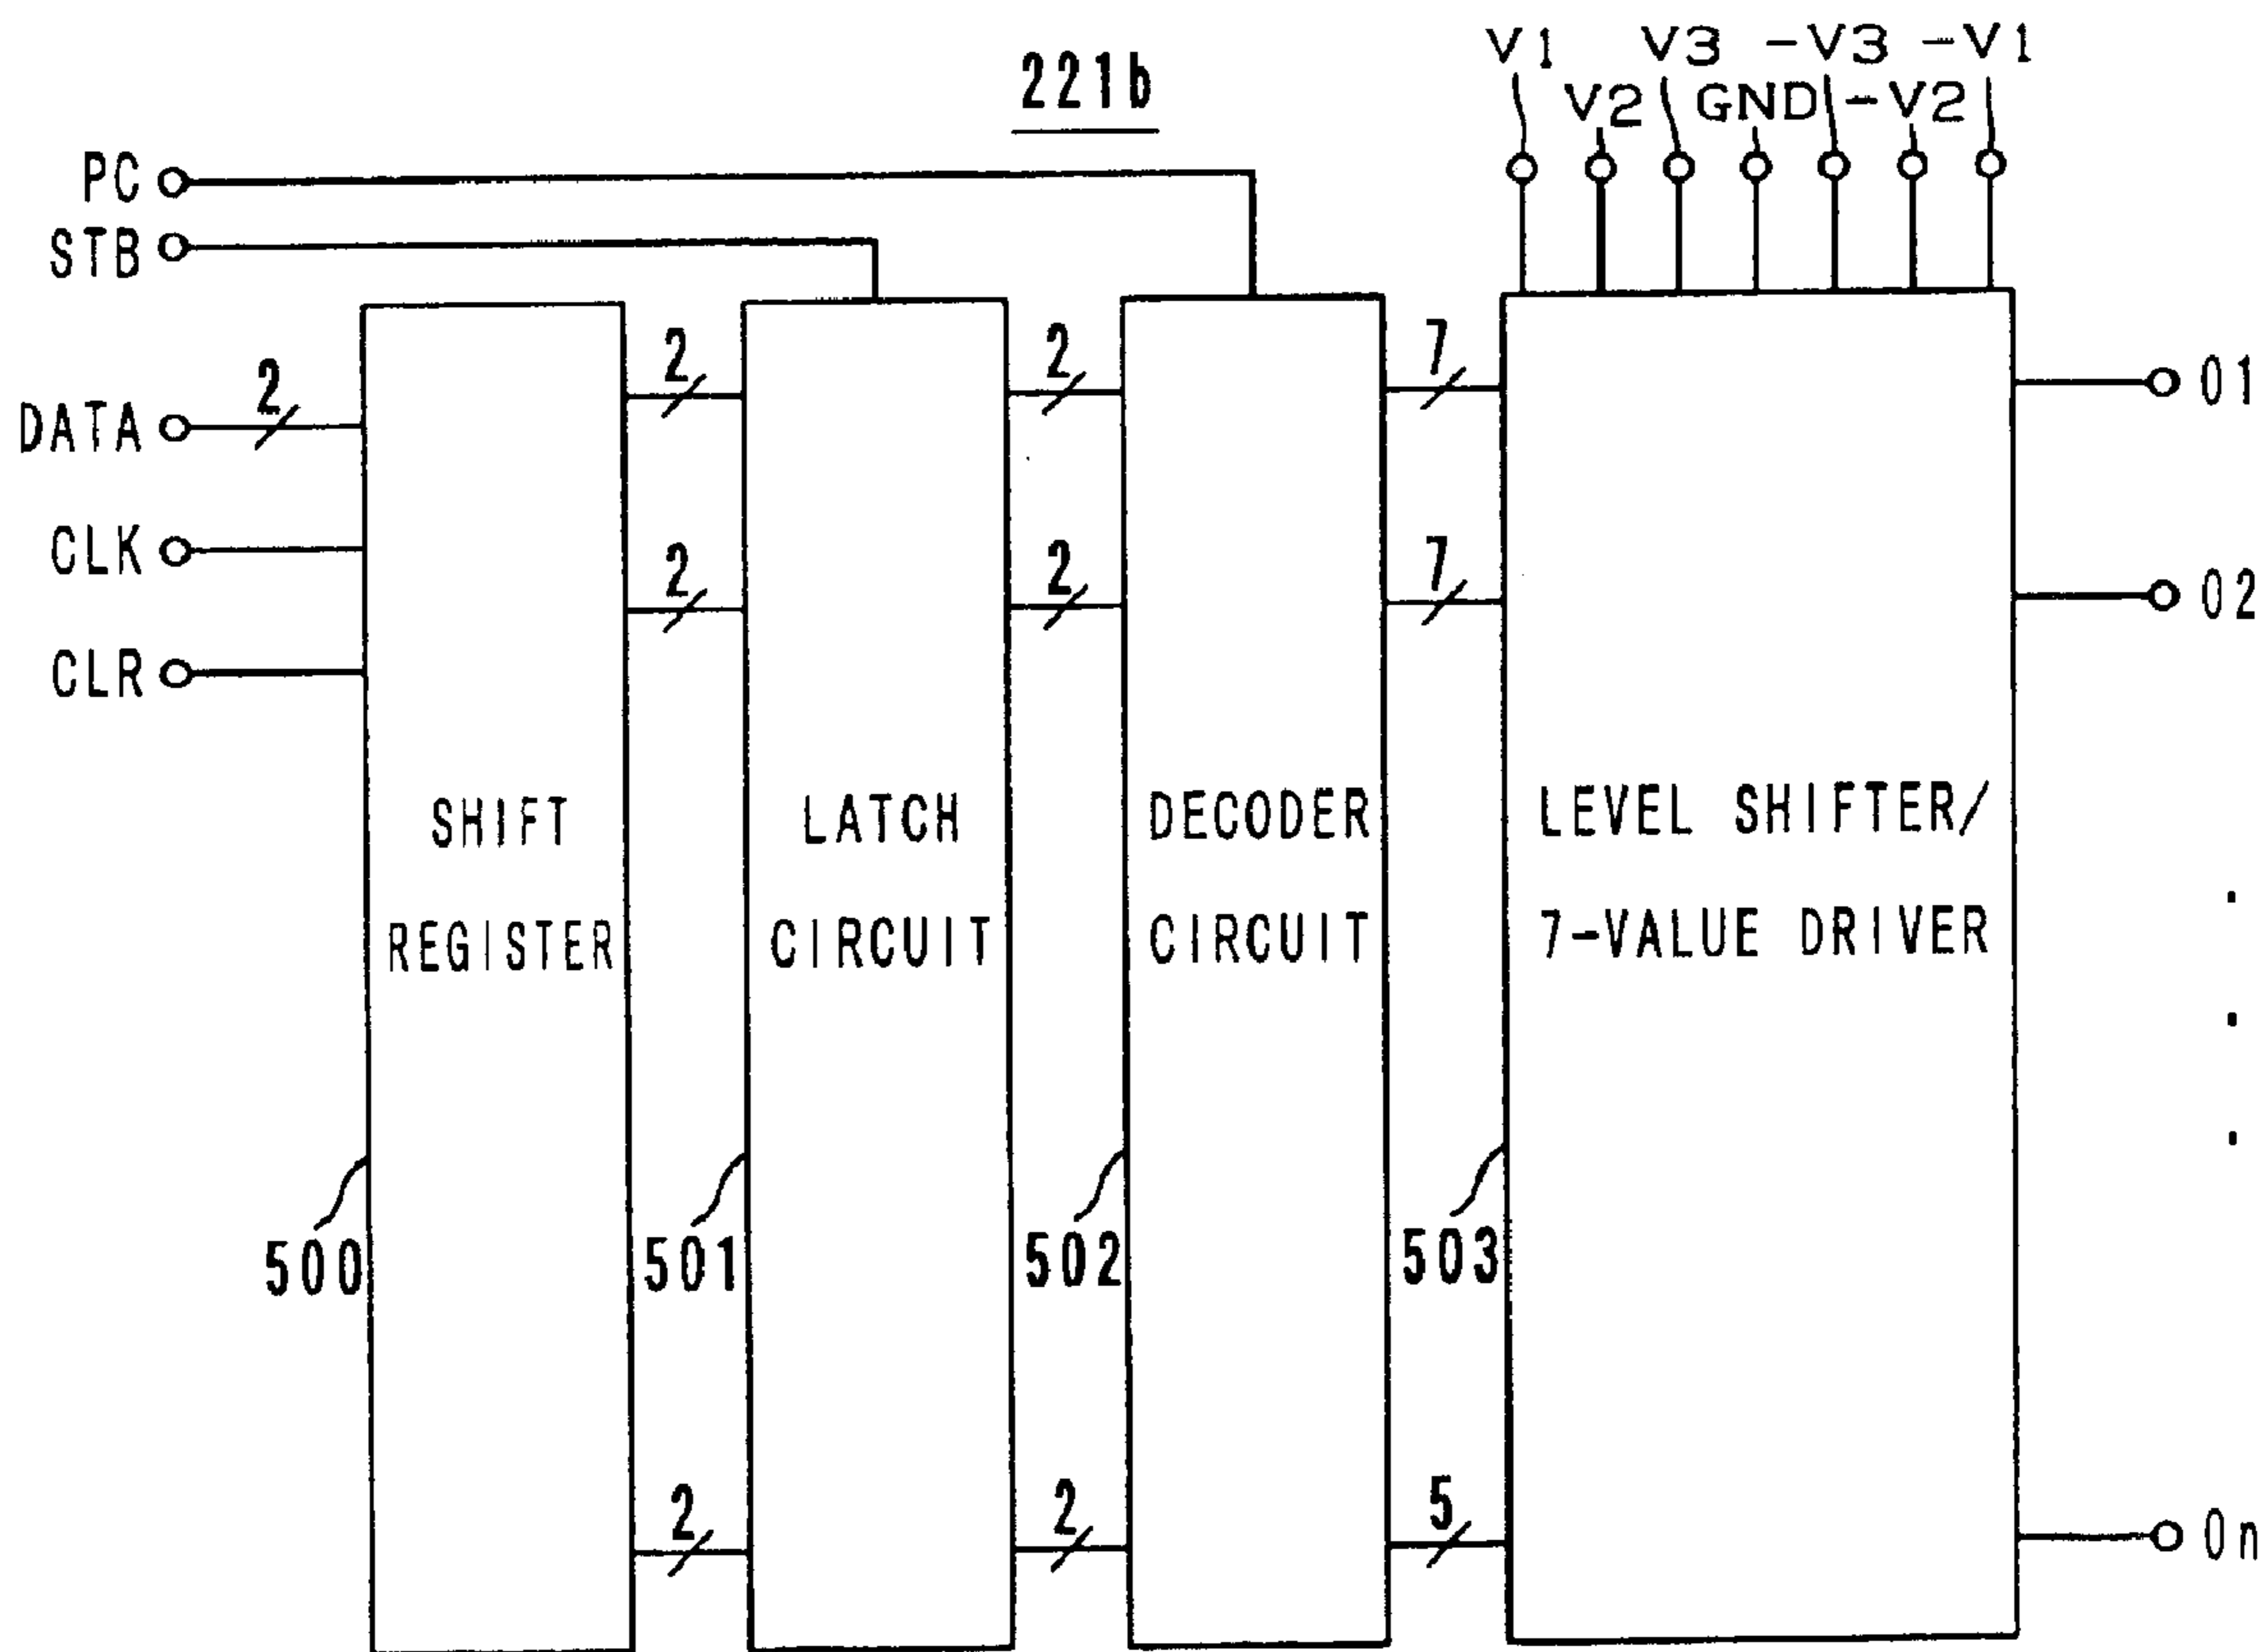 221b
V1 V3 -V3 -V1
V2 GND -V2
PC
STB
DATA 2
CLK
CLR
2 2 7
2 2 7
01
02
SHIFT
REGISTER
LATCH
CIRCUIT
DECODER
CIRCUIT
LEVEL SHIFTER/
7-VALUE DRIVER
500
501
502
503
2 2 5
0n